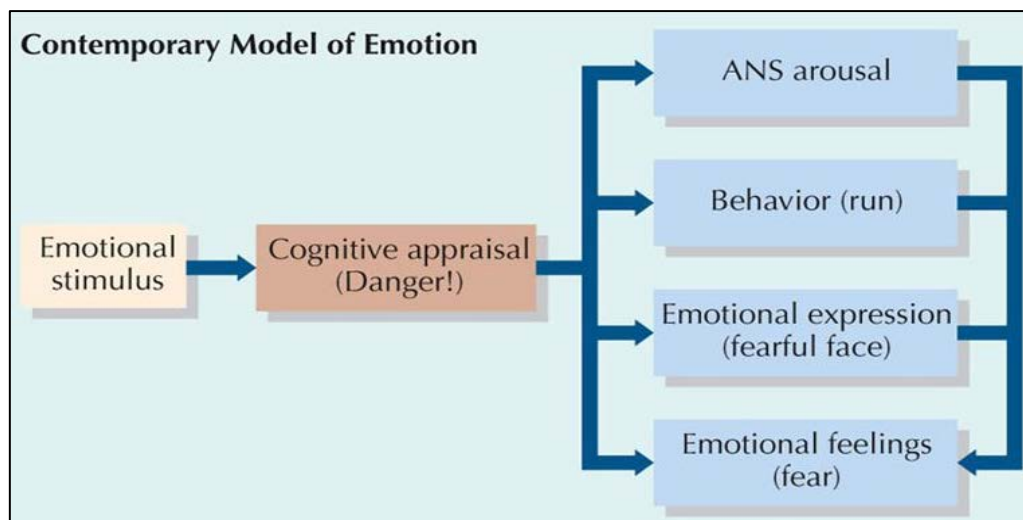 Contemporary Model of Emotion
Emotional
stimulus
Cognitive appraisal
(Danger!)
ANS arousal
Behavior (run)
Emotional expression
(fearful face)
Emotional feelings
(fear)